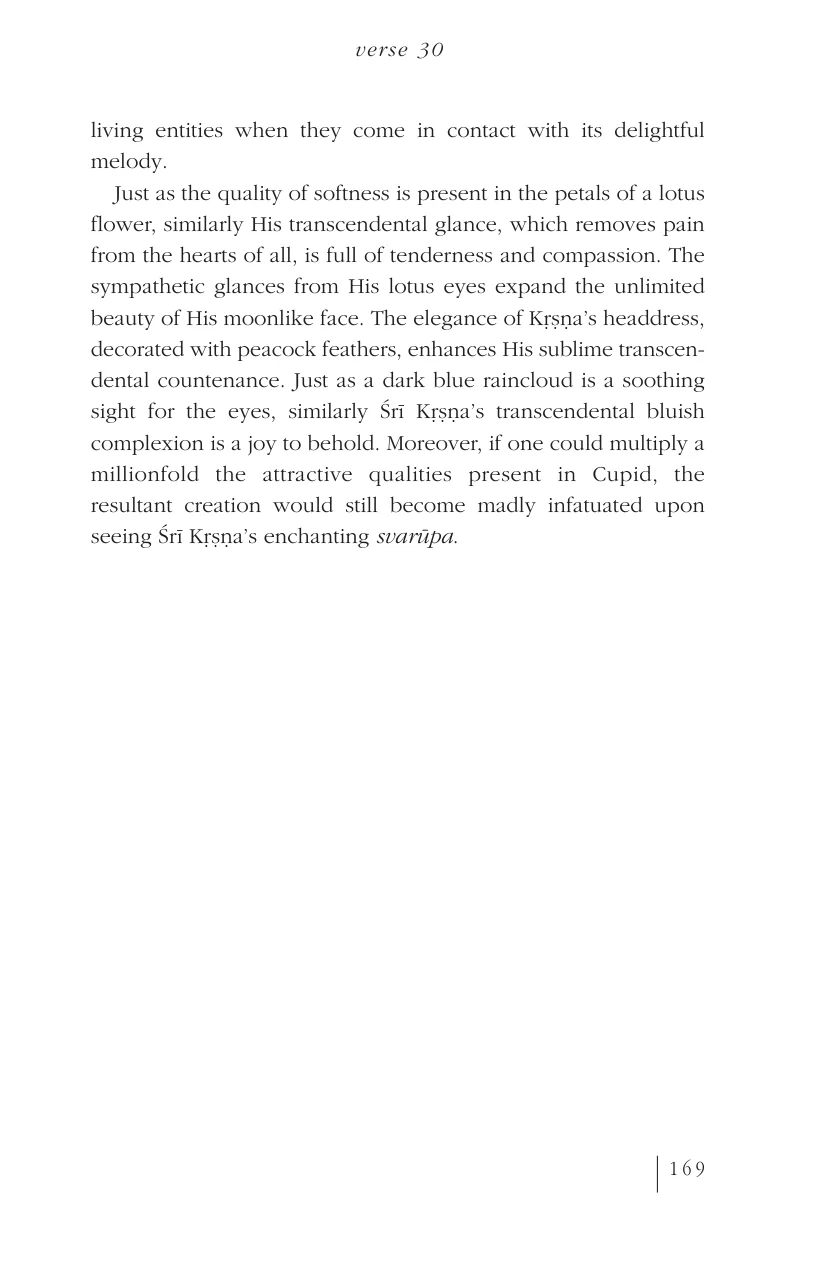 verse 30
living entities when they come in contact with its delightful
melody.
Just as the quality of softness is present in the petals of a lotus
flower, similarly His transcendental glance, which removes pain
from the hearts of all, is full of tenderness and compassion. The
sympathetic glances from His lotus eyes expand the unlimited
beauty of His moonlike face. The elegance of Kṛṣṇa’s headdress,
decorated with peacock feathers, enhances His sublime transcen-
dental countenance. Just as a dark blue raincloud is a soothing
sight for the eyes, similarly Śrī Kṛṣṇa’s transcendental bluish
complexion is a joy to behold. Moreover, if one could multiply a
millionfold the attractive qualities present in Cupid, the
resultant creation would still become madly infatuated upon
seeing Śrī Kṛṣṇa’s enchanting svarūpa.
169